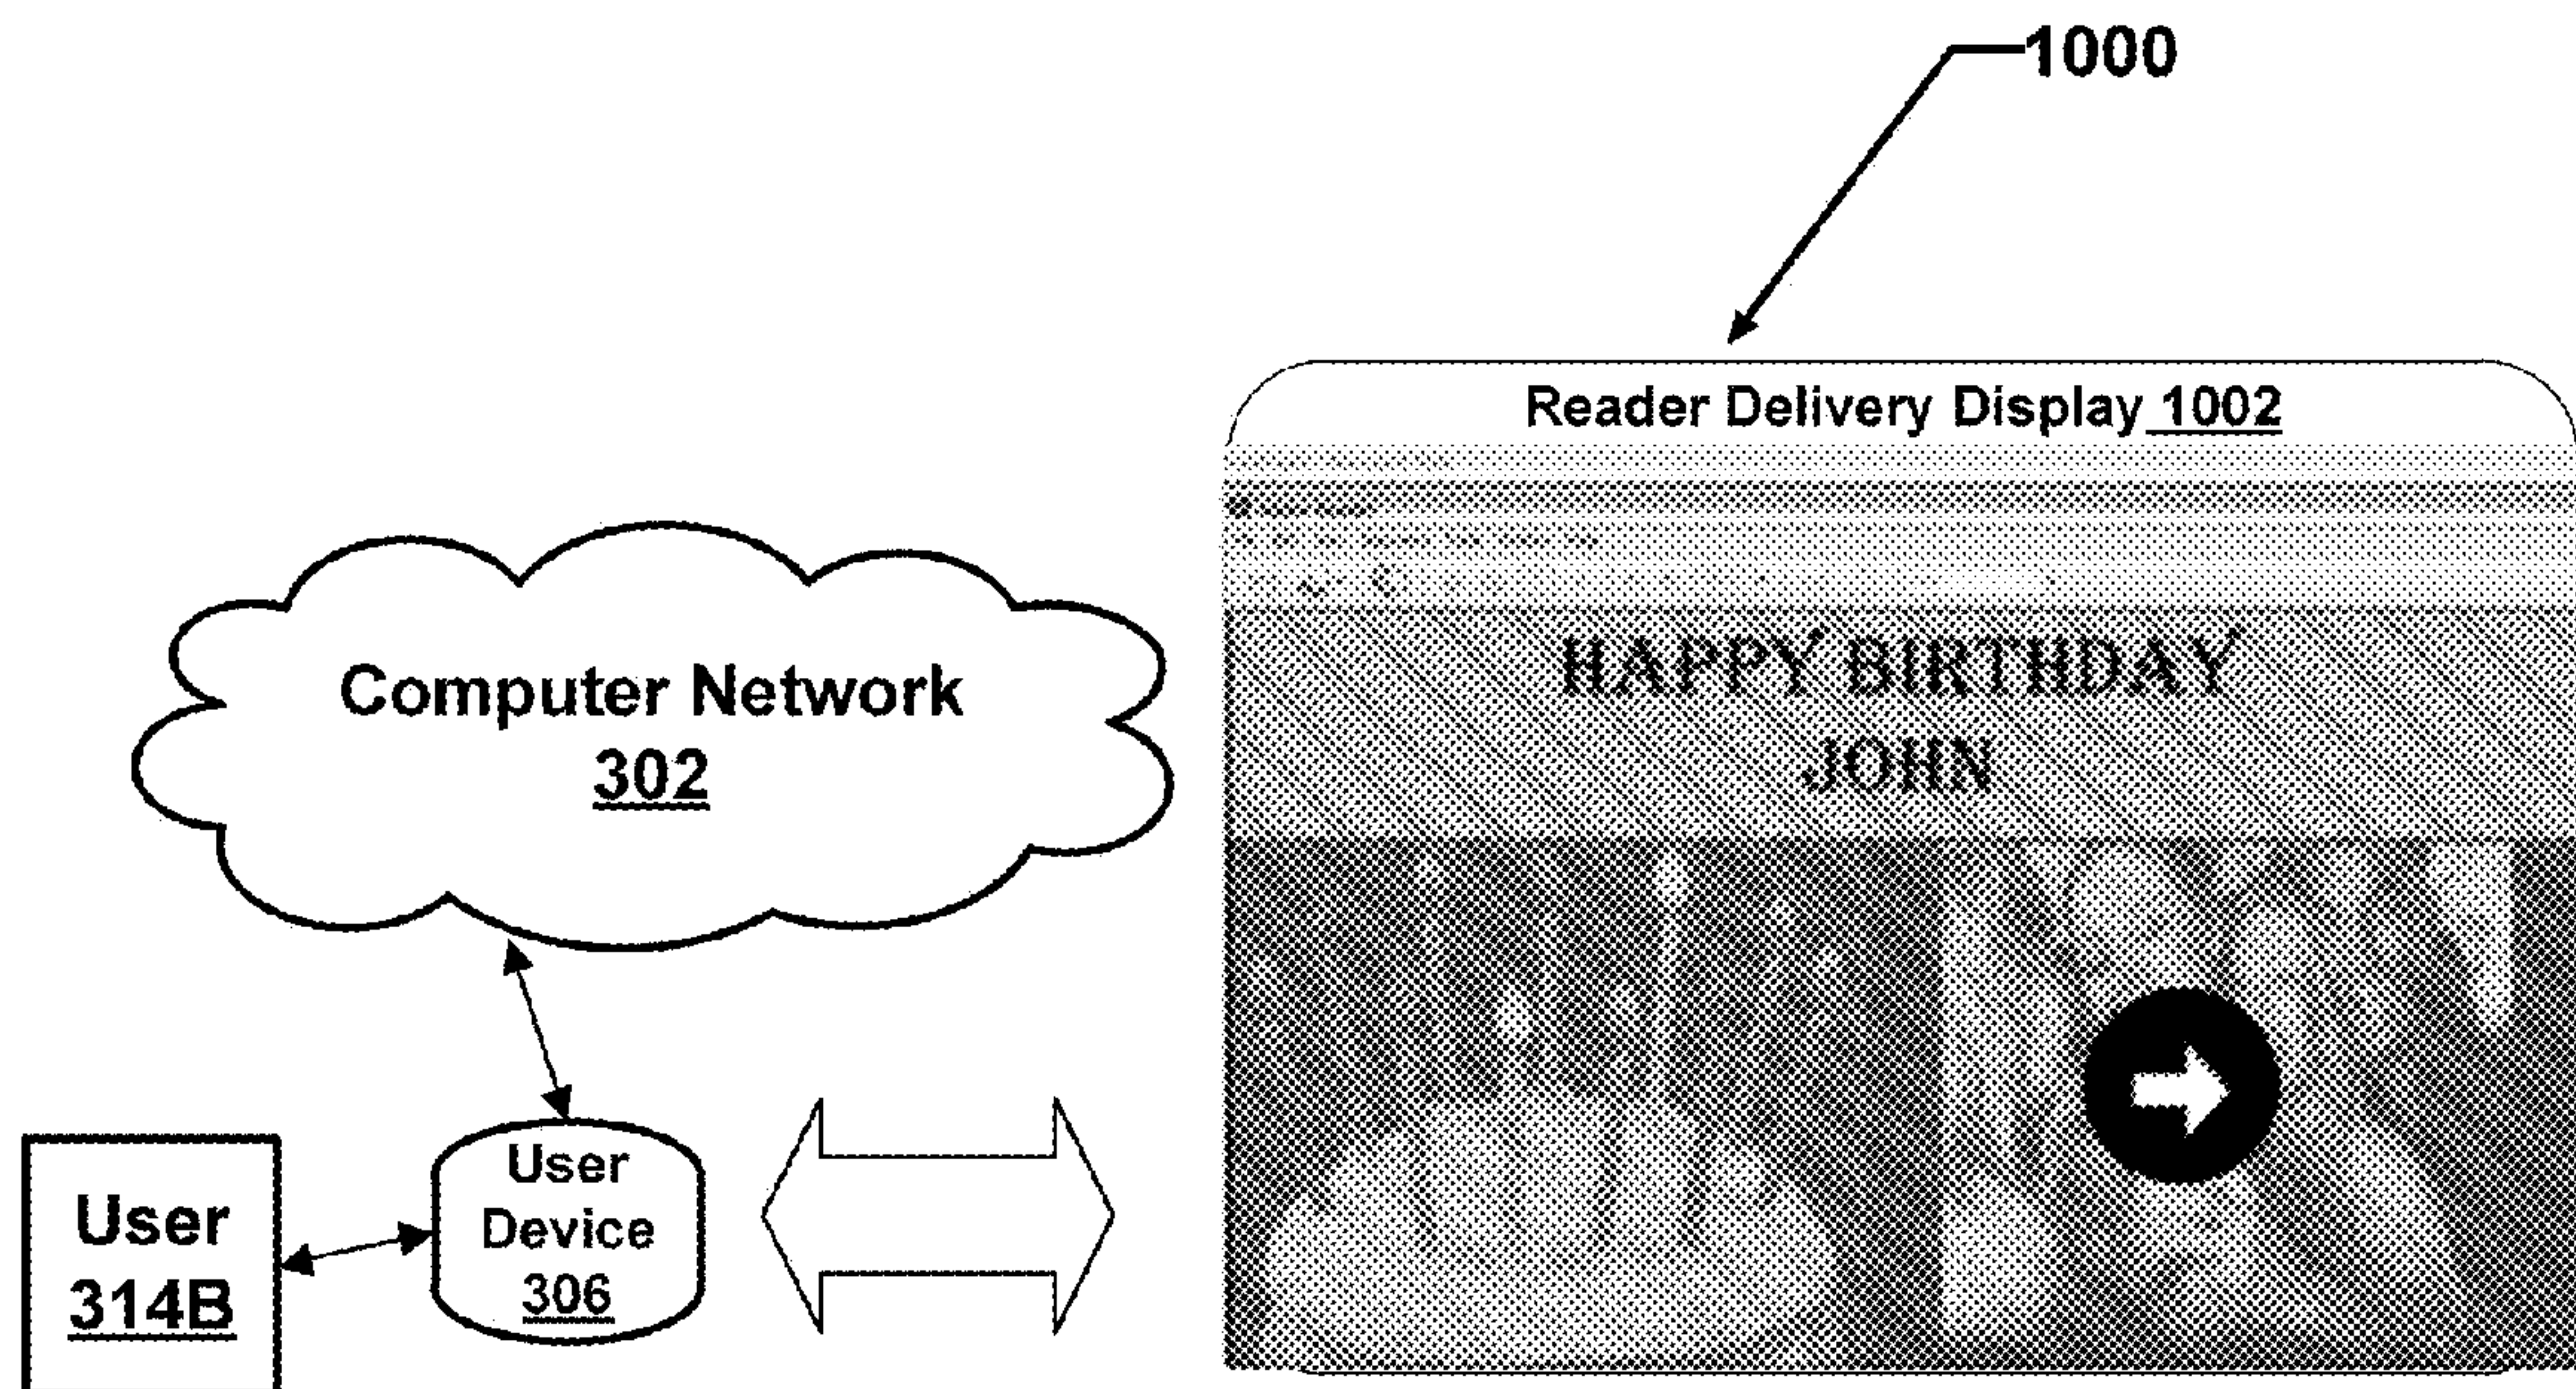 1000
Reader Delivery Display 1002
HAPPY BIRTHDAY
JOHN
Computer Network
302
User
Device
306
User
314B